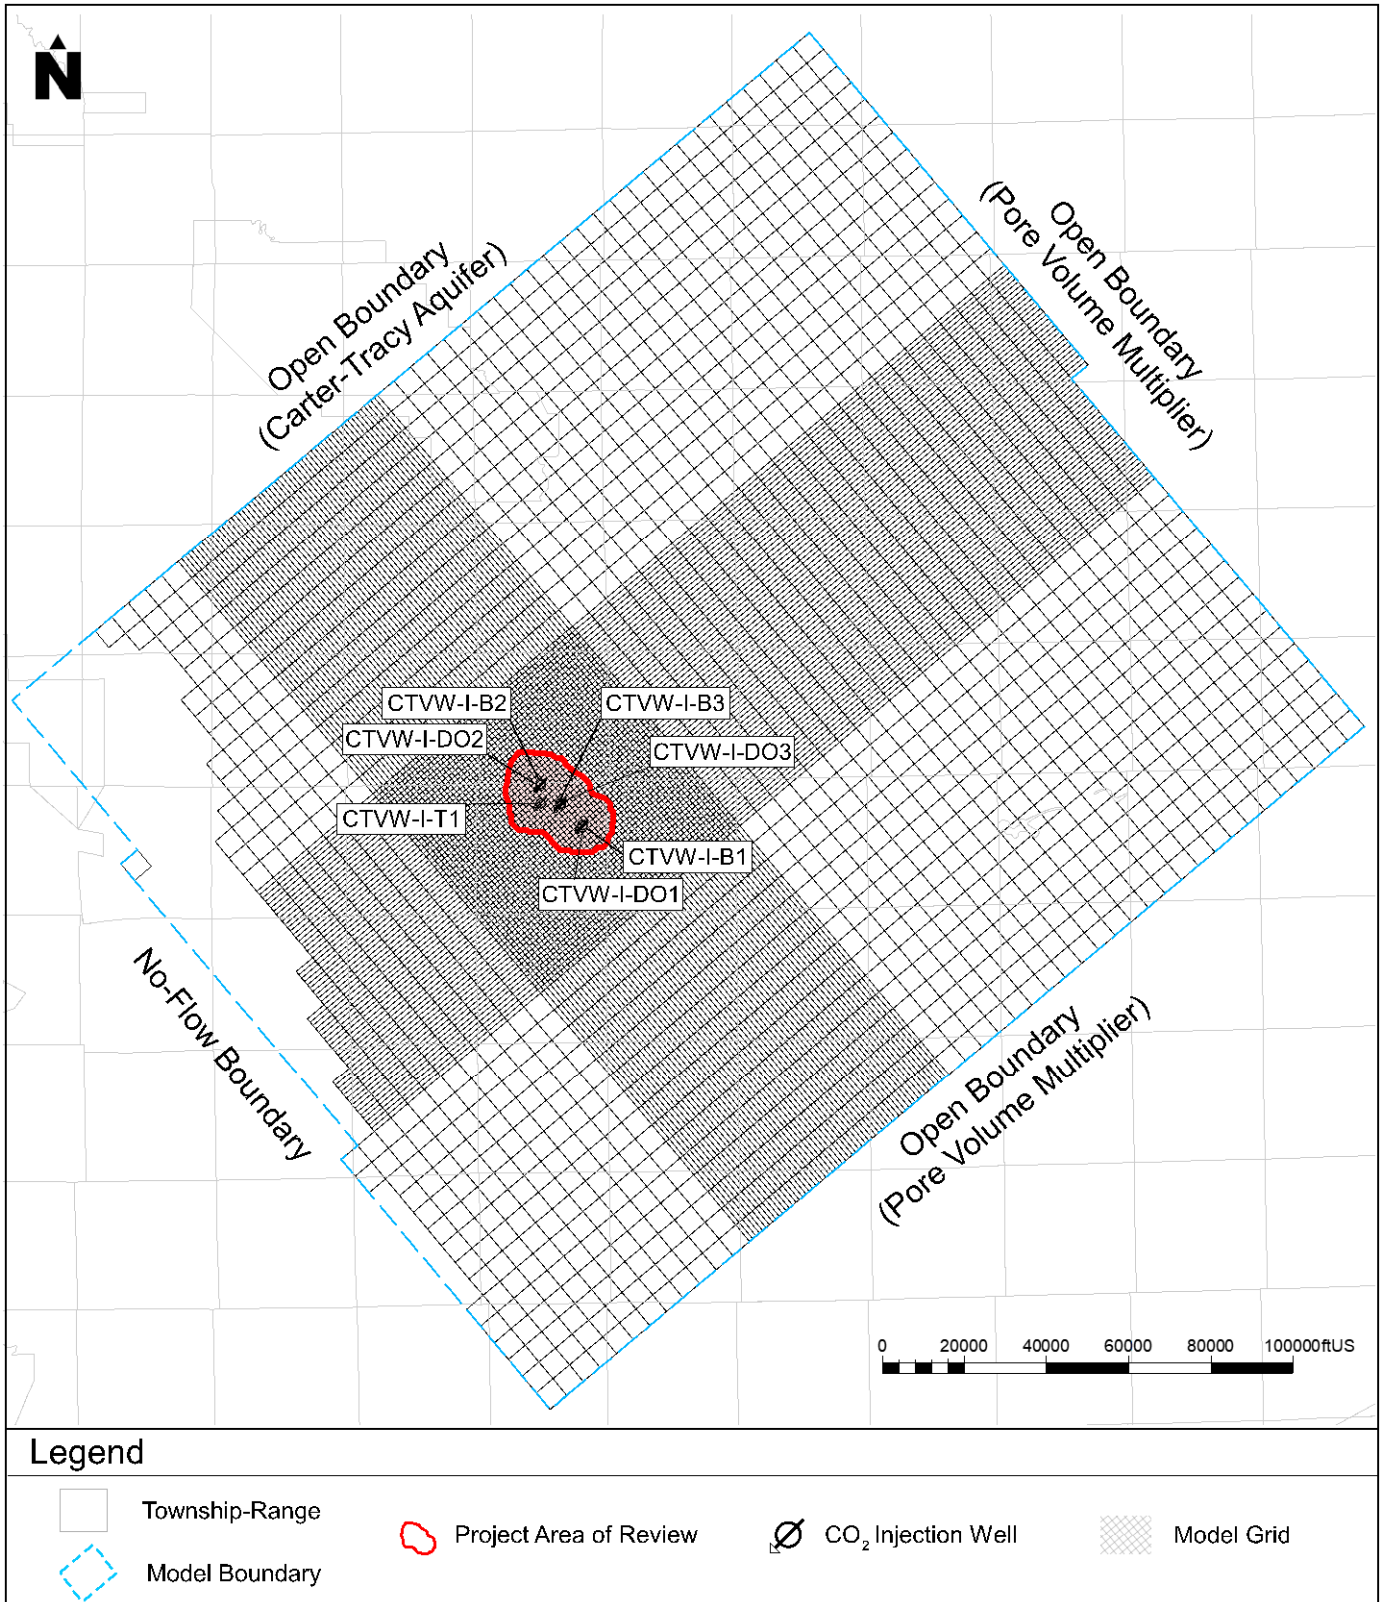 N
Open Boundary
(Carter-Tracy Aquifer)
Open Boundary
(Pore Volume Multiplier)
CTVW-I-B2
CTVW-I-B3
CTVW-I-DO2
CTVW-I-DO3
CTVW-I-T1
CTVW-I-B1
CTVW-I-DO1
No-Flow Boundary
Open Boundary
(Pore Volume Multiplier)
0 20000 40000 60000 80000 100000ftUS
Legend
Township-Range
Project Area of Review
CO₂ Injection Well
Model Grid
Model Boundary